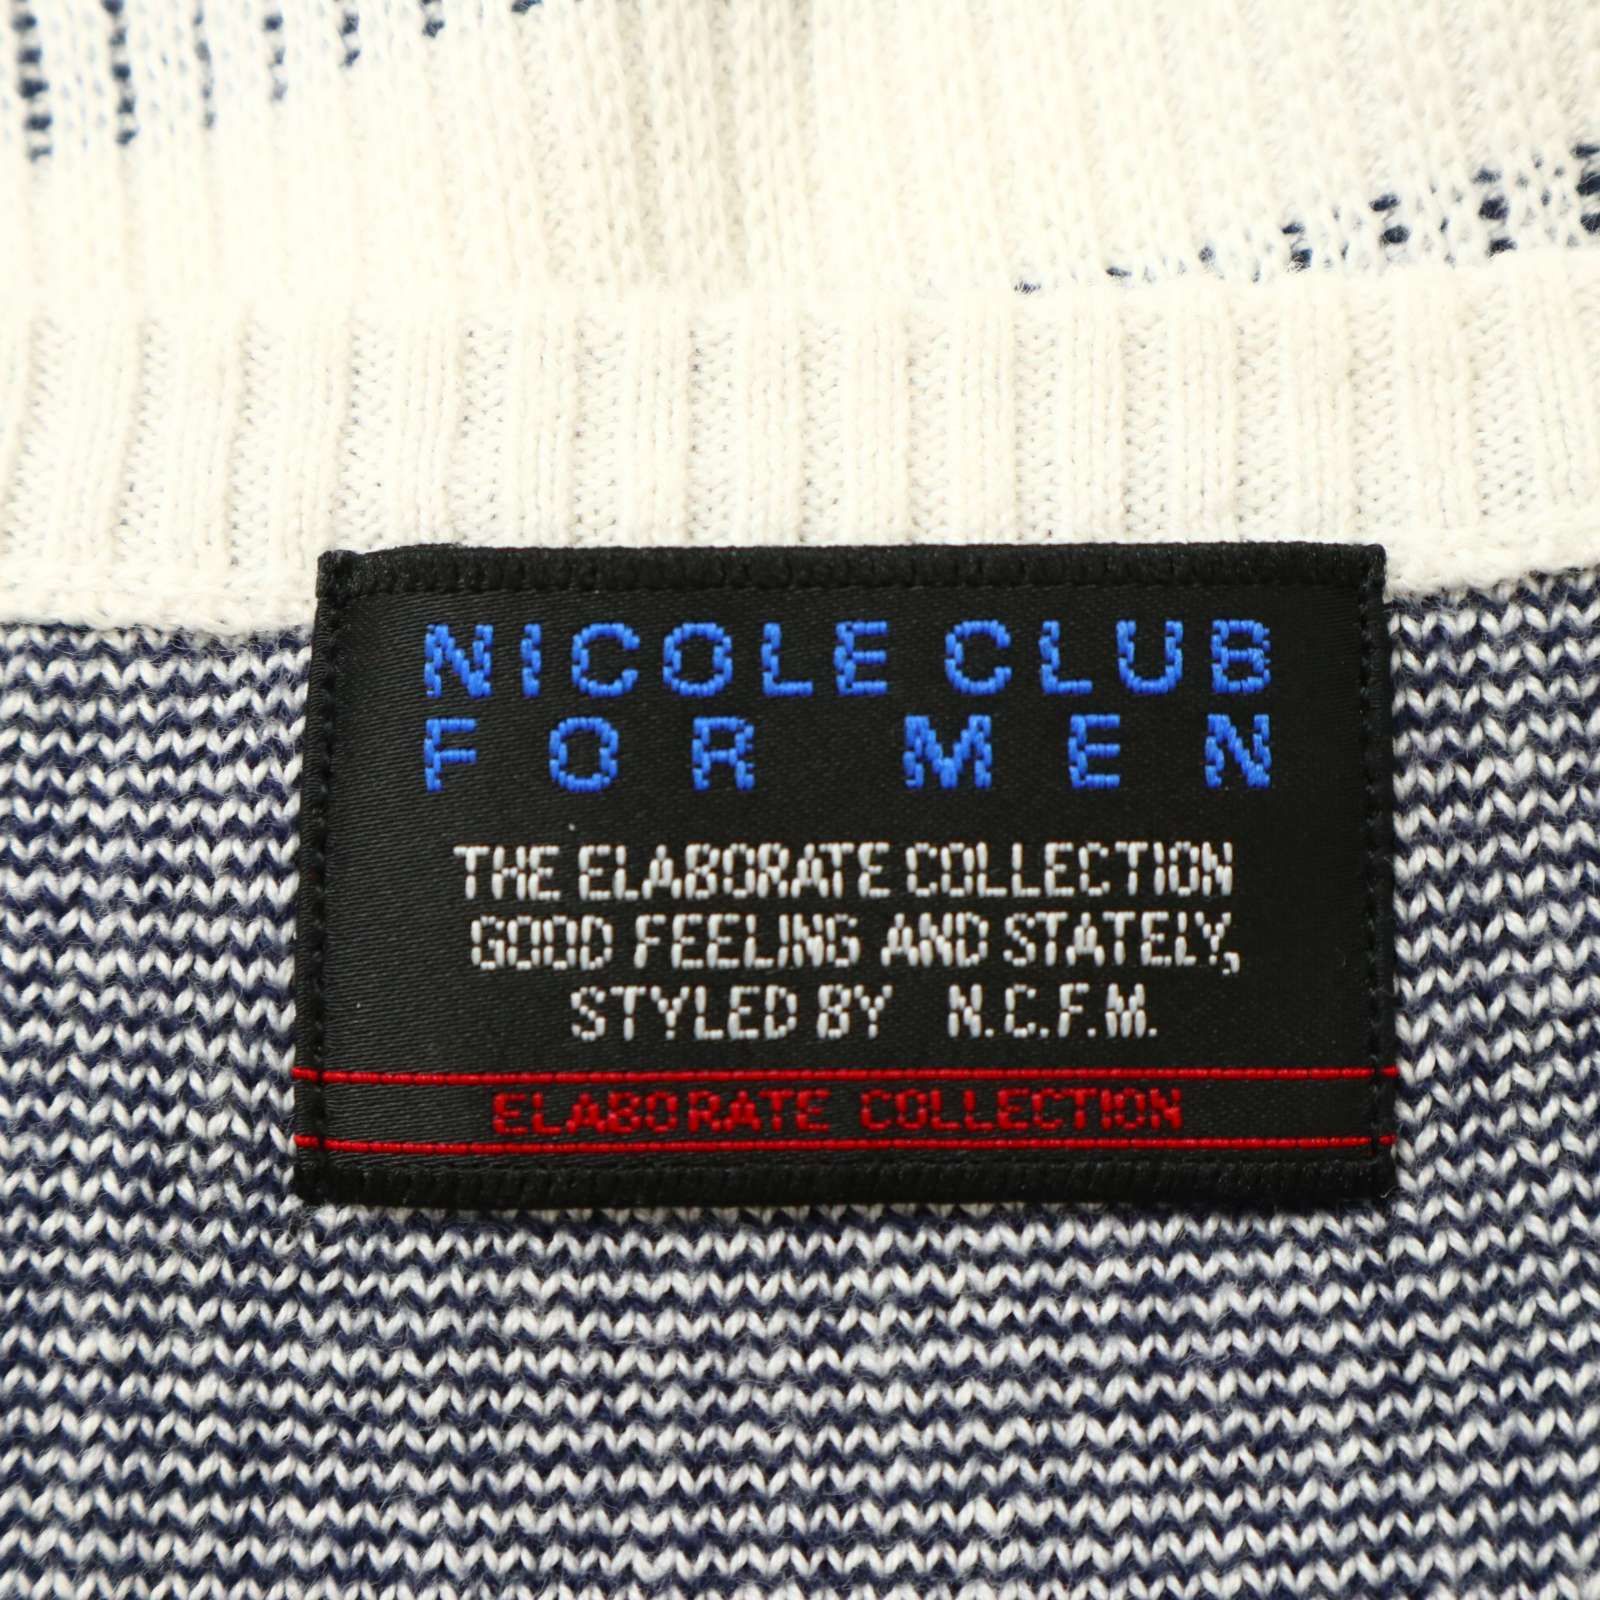 NICOLE CLUB
FOR MEN
THE ELABORATE COLLECTION
GOOD FEELING AND STATELY,
STYLED BY N.C.F.M.
ELABORATE COLLECTION